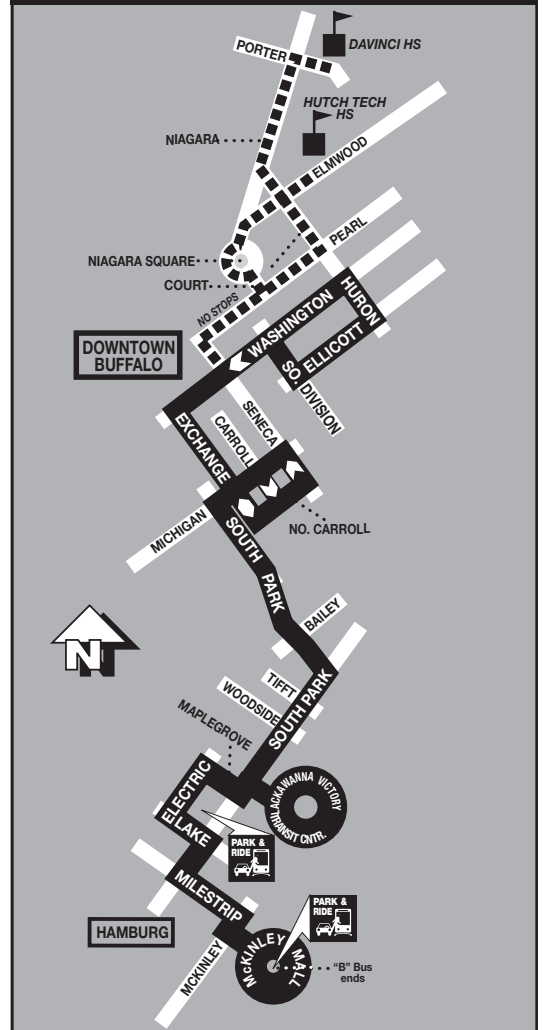 DAVINCI HS
PORTER
HUTCH TECH
HS
NIAGARA
ELMWOOD
PEARL
NIAGARA SQUARE
COURT
NO STOPS
HURON
WASHINGTON
DOWNTOWN
BUFFALO
ELLICOTT
SO. DIVISION
SENECA
CARROLL
EXCHANGE
NO. CARROLL
MICHIGAN
SOUTH PARK
BAILEY
N
TIFFT
WOODSIDE
SOUTH PARK
MAPLEGROVE
ELECTRIC
LACKAWANNA VICTORY
TRANSIT CNTR.
LAKE
PARK &
RIDE
MILESTRIP
PARK &
RIDE
HAMBURG
MCKINLEY
McKINLEY MALL
"B" Bus
ends